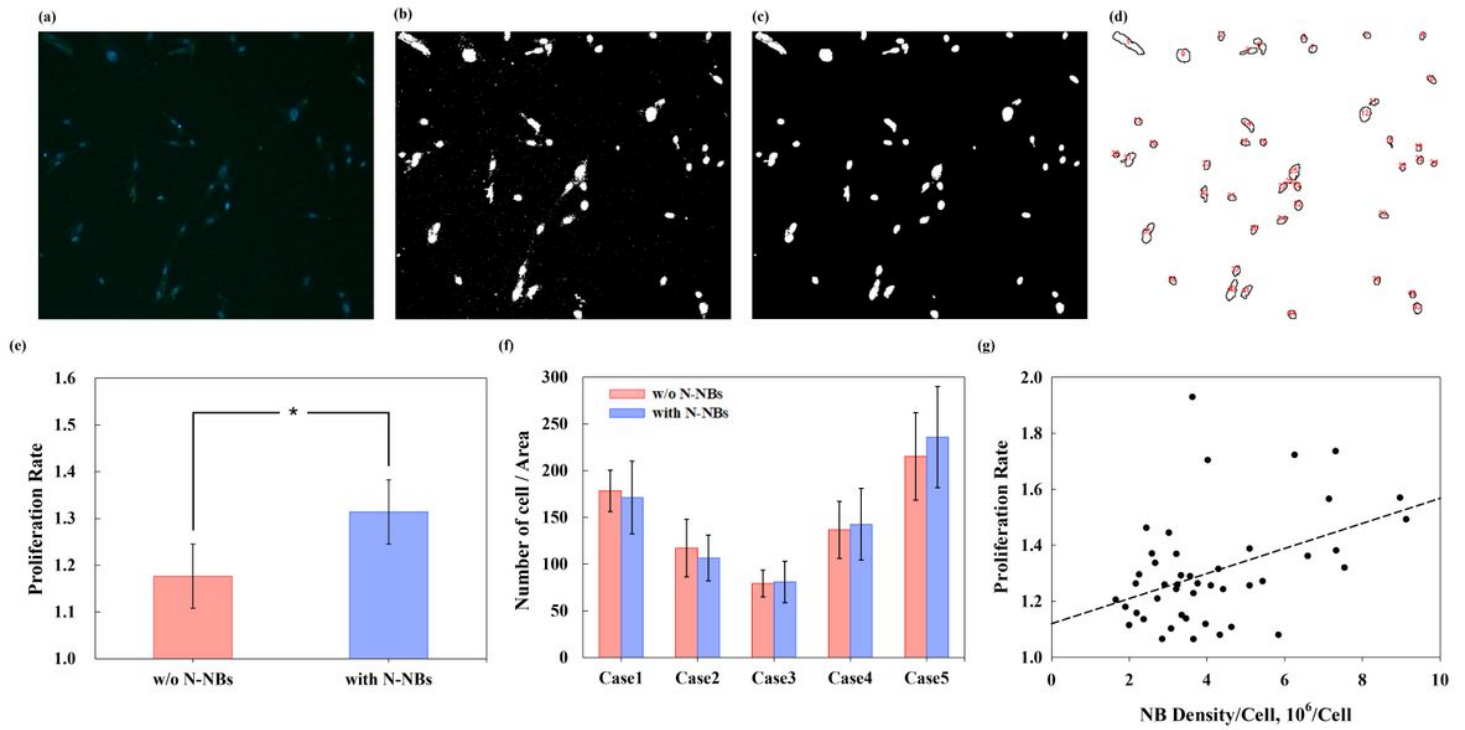 (a)
(b)
(c)
(d)
(e)
1.6
1.5
1.4
1.3
1.2
1.1
1.0
Proliferation Rate
*
w/o N-NBs
with N-NBs
(f)
300
250
200
150
100
50
0
Number of cell / Area
w/o N-NBs
with N-NBs
Case1
Case2
Case3
Case4
Case5
(g)
2.0
1.8
1.6
1.4
1.2
1.0
Proliferation Rate
0
2
4
6
8
10
NB Density/Cell, 10⁶/Cell